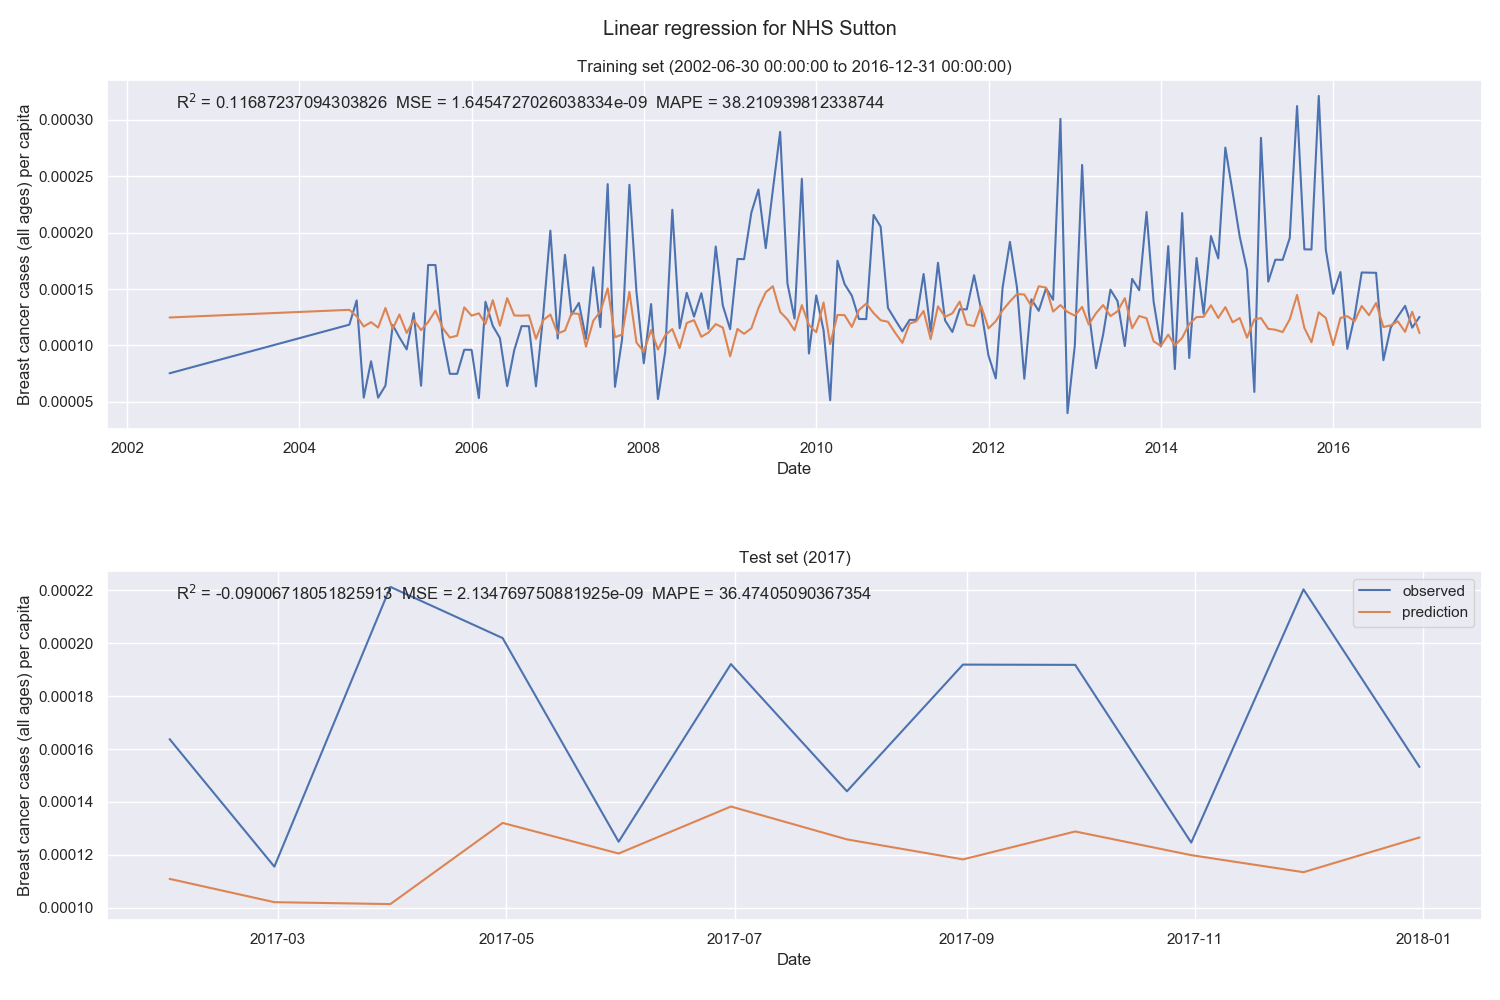 Linear regression for NHS Sutton
Training set (2002-06-30 00:00:00 to 2016-12-31 00:00:00)
R² = 0.11687237094303826 MSE = 1.6454727026038334e-09 MAPE = 38.210939812338744
Breast cancer cases (all ages) per capita
0.00030
0.00025
0.00020
0.00015
0.00010
0.00005
2002 2004 2006 2008 2010 2012 2014 2016
Date
Test set (2017)
R² = -0.09006718051825913 MSE = 2.134769750881925e-09 MAPE = 36.47405090367354
observed
prediction
Breast cancer cases (all ages) per capita
0.00022
0.00020
0.00018
0.00016
0.00014
0.00012
0.00010
2017-03 2017-05 2017-07 2017-09 2017-11 2018-01
Date